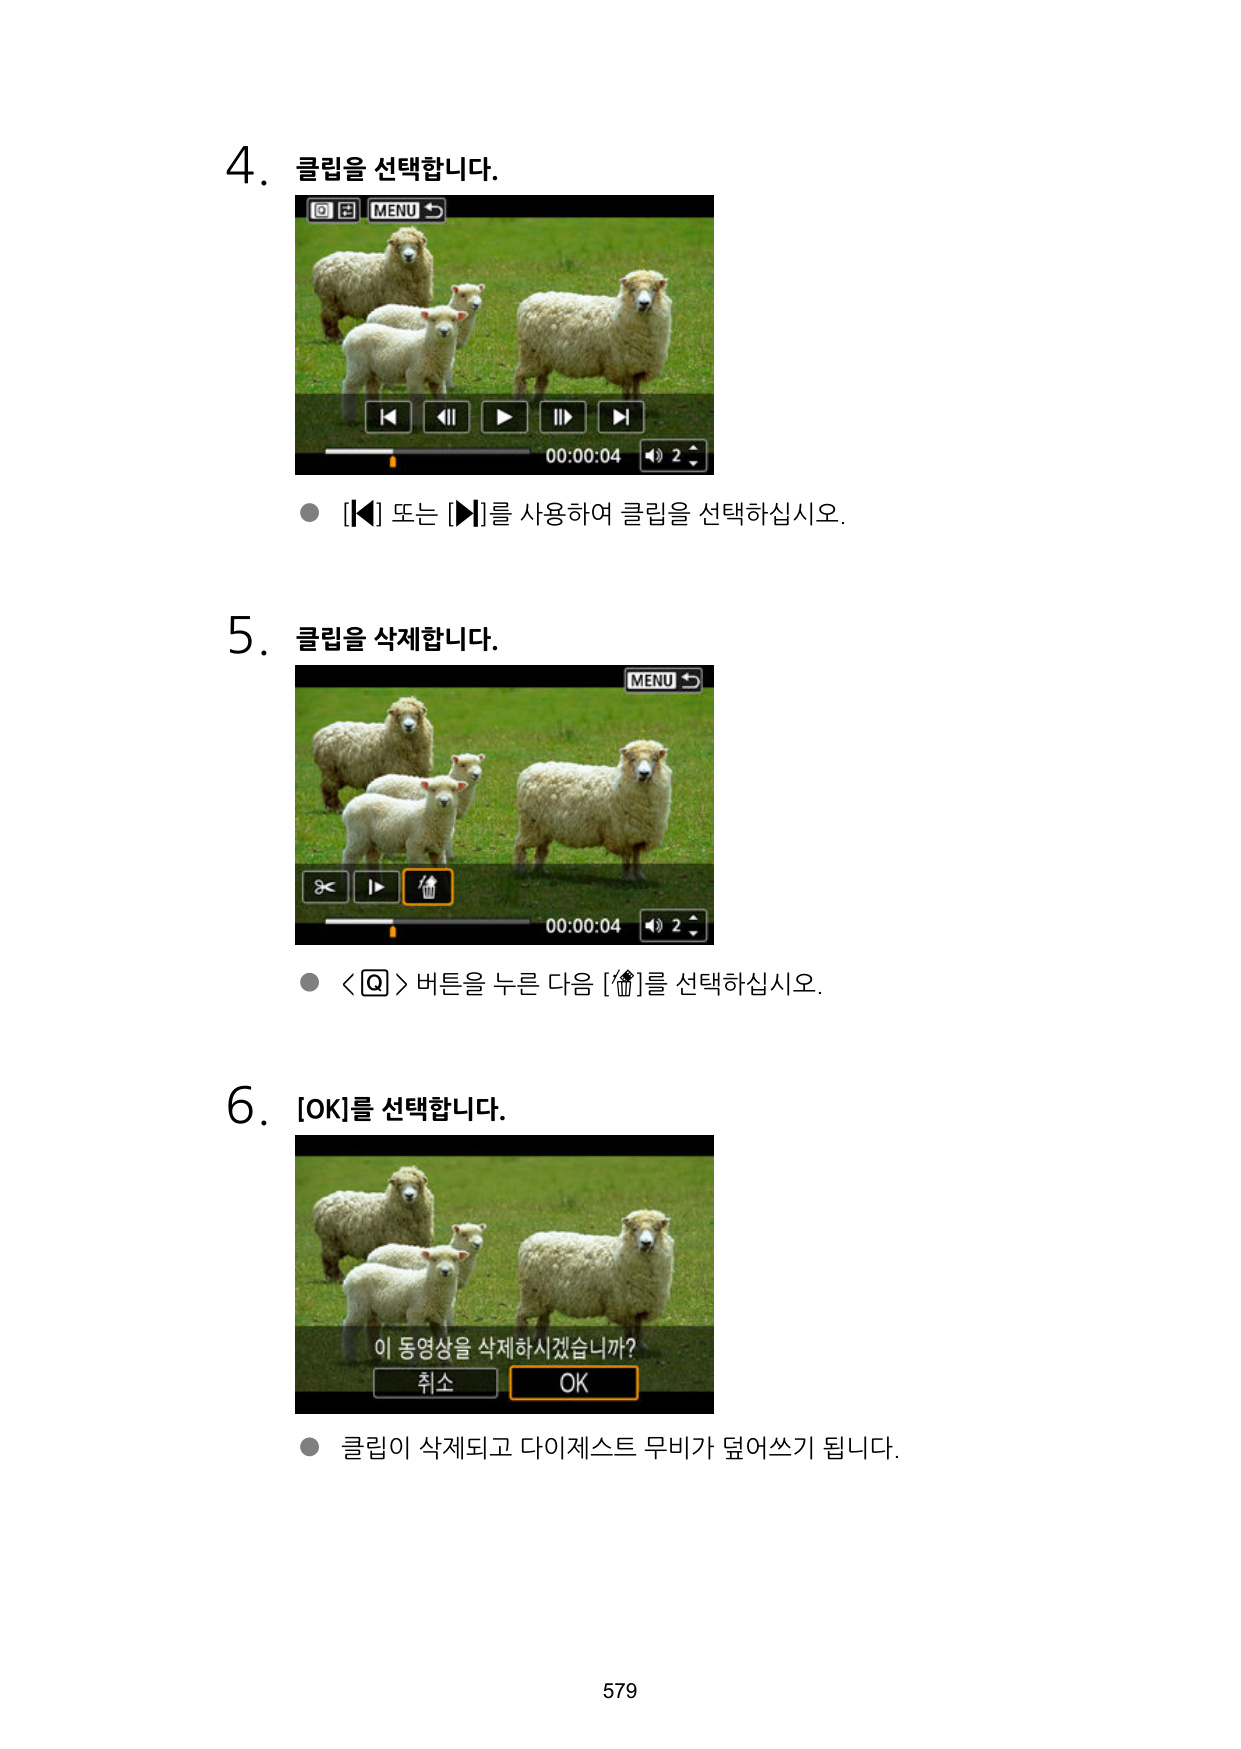 4. 클립을 선택합니다.
Q MENU
00:00:04 2
● [⏮] 또는 [⏭]를 사용하여 클립을 선택하십시오.
5. 클립을 삭제합니다.
MENU
00:00:04 2
● <Q> 버튼을 누른 다음 [🗑]를 선택하십시오.
6. [OK]를 선택합니다.
이 동영상을 삭제하시겠습니까?
취소 OK
● 클립이 삭제되고 다이제스트 무비가 덮어쓰기 됩니다.
579